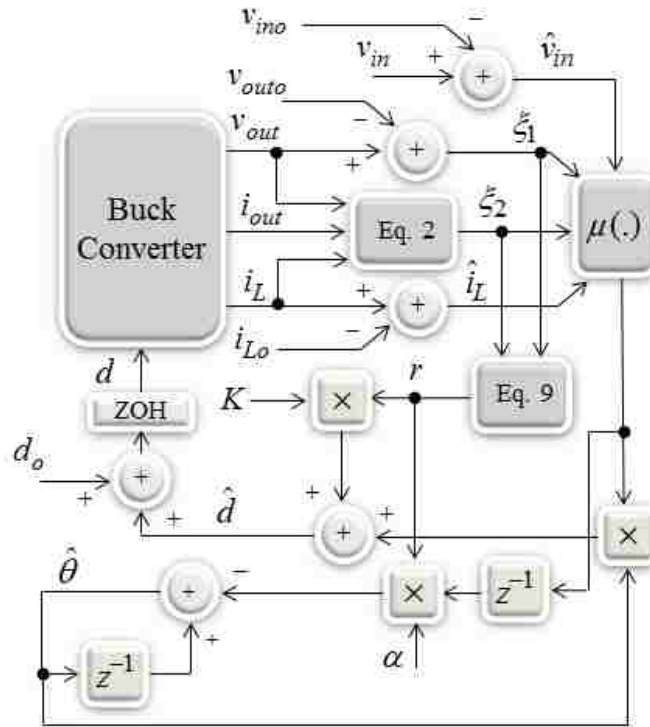 v_ino
−
v_in
+
+
v̂_in
v_outo
v_out
−
+
+
ξ1
Buck
Converter
i_out
Eq. 2
ξ2
μ(.)
i_L
+
+
î_L
i_Lo
−
d
K
×
r
Eq. 9
ZOH
d_o
+
+
+
d̂
+
+
+
×
θ̂
+
−
×
z⁻¹
+
z⁻¹
α